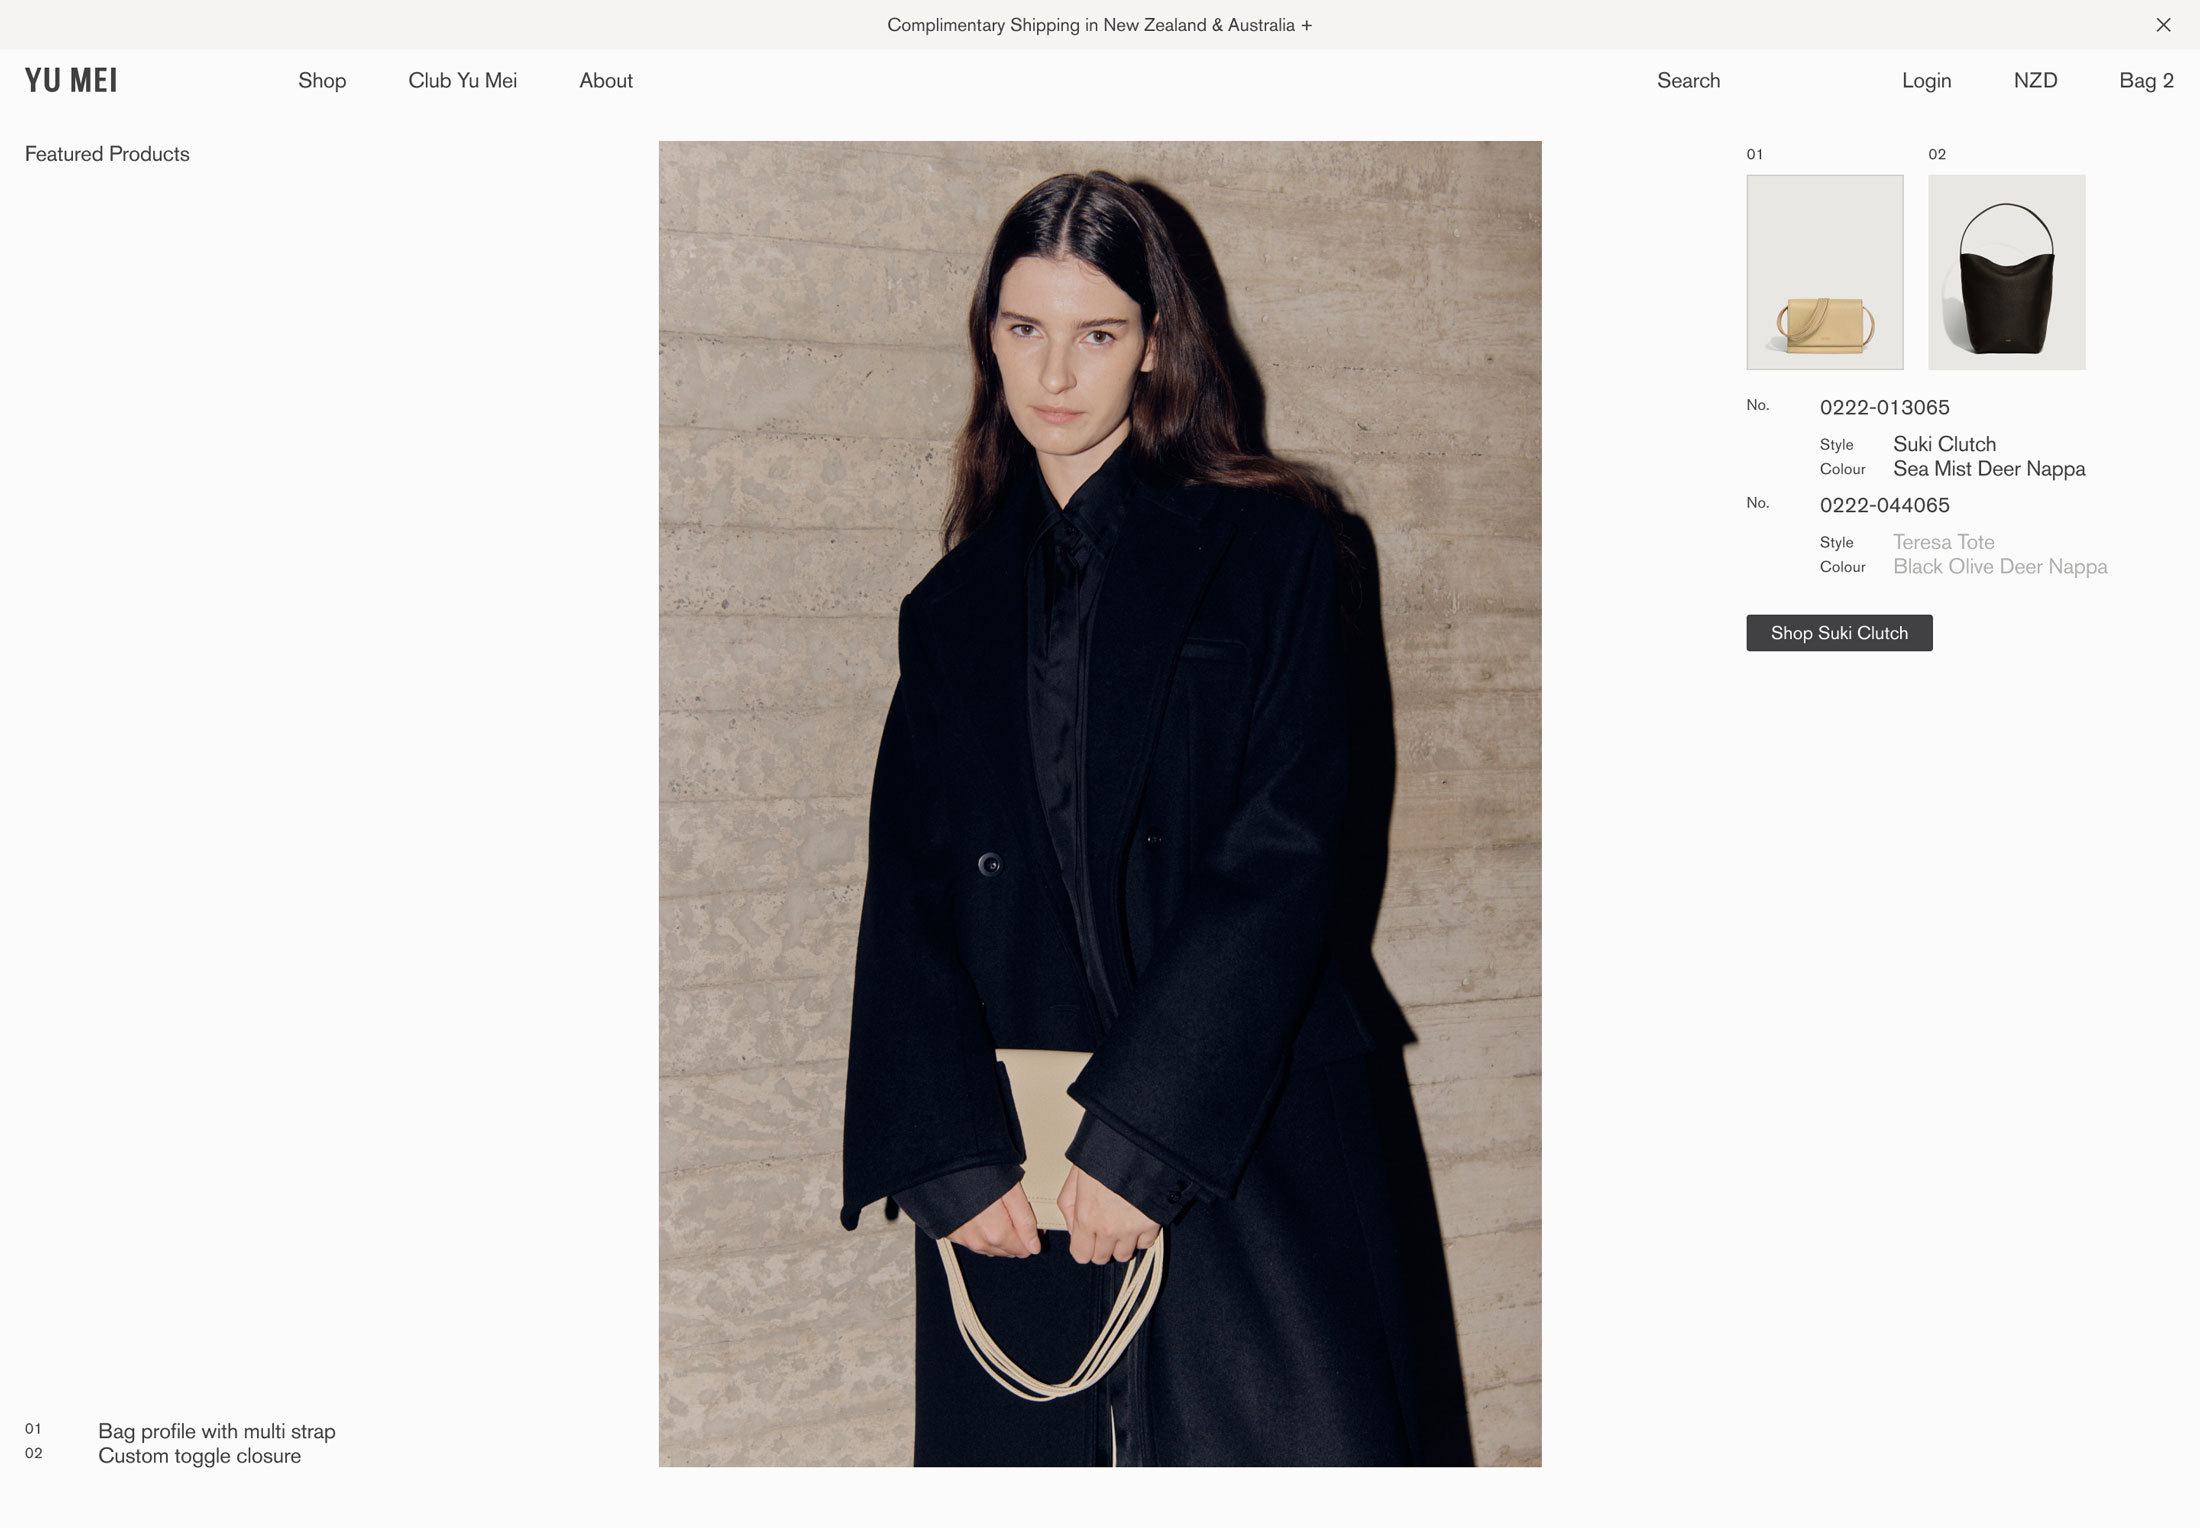 Complimentary Shipping in New Zealand & Australia +
YU MEI
Shop
Club Yu Mei
About
Search
Login
NZD
Bag 2
Featured Products
01
02
No.
0222-013065
Style
Suki Clutch
Colour
Sea Mist Deer Nappa
No.
0222-044065
Style
Teresa Tote
Colour
Black Olive Deer Nappa
Shop Suki Clutch
01
Bag profile with multi strap
02
Custom toggle closure